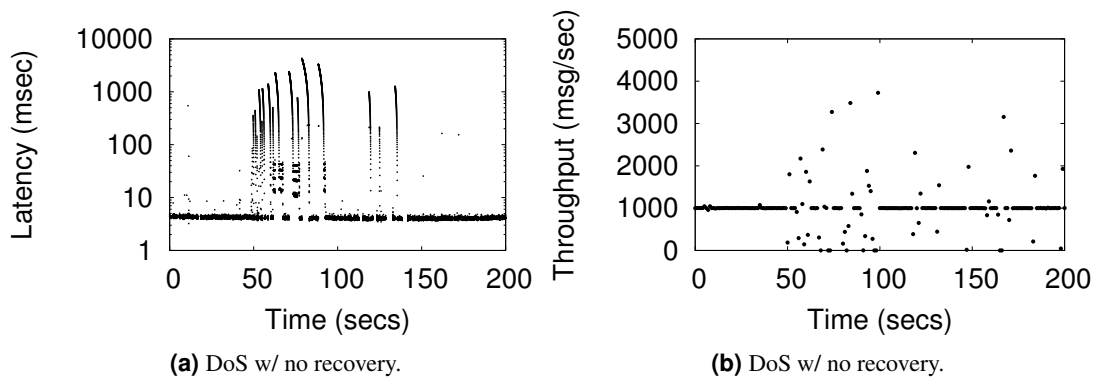 10000
1000
100
10
1
Latency (msec)
0 50 100 150 200
Time (secs)
(a) DoS w/ no recovery.
5000
4000
3000
2000
1000
0
Throughput (msg/sec)
0 50 100 150 200
Time (secs)
(b) DoS w/ no recovery.